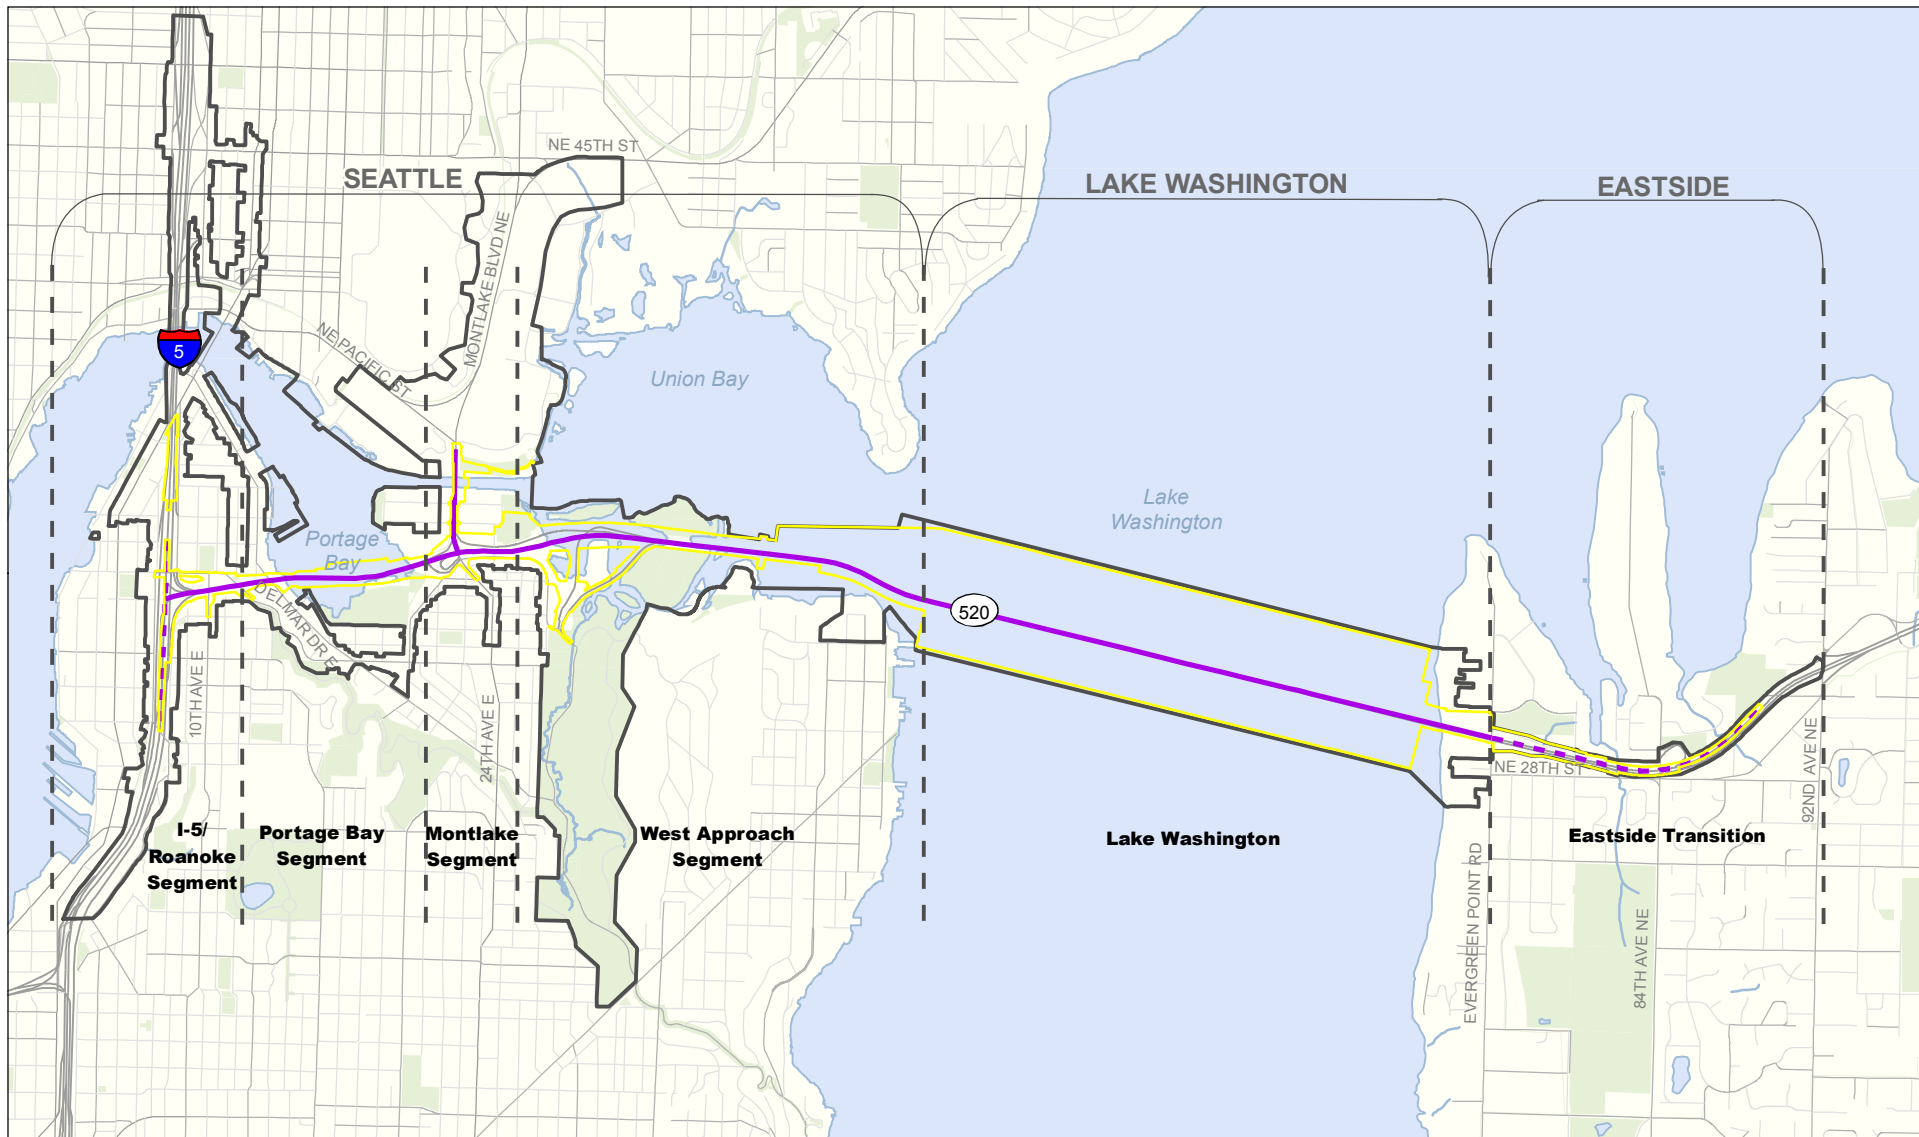 NE 45TH ST
SEATTLE
LAKE WASHINGTON
EASTSIDE
MONTLAKE BLVD NE
5
NE PACIFIC ST
Union Bay
Lake
Washington
Portage
Bay
DELMAR DR E
520
10TH AVE E
24TH AVE E
NE 28TH ST
92ND AVE NE
EVERGREEN POINT RD
84TH AVE NE
I-5/
Roanoke
Segment
Portage Bay
Segment
Montlake
Segment
West Approach
Segment
Lake Washington
Eastside Transition